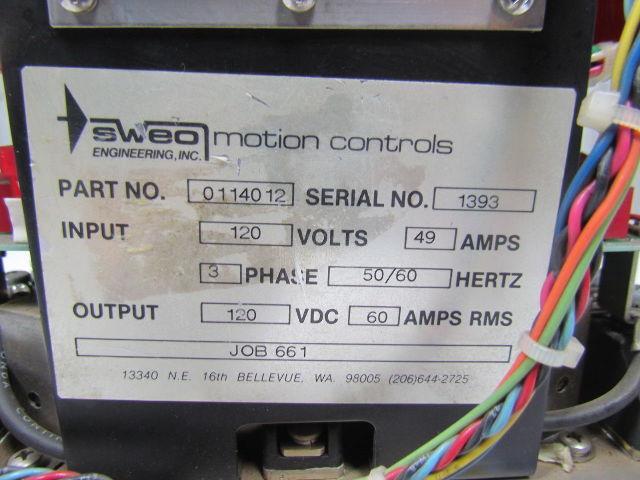 sweo motion controls
ENGINEERING, INC.
PART NO. 0114012 SERIAL NO. 1393
INPUT 120 VOLTS 49 AMPS
3 PHASE 50/60 HERTZ
OUTPUT 120 VDC 60 AMPS RMS
JOB 661
13340 N.E. 16th BELLEVUE, WA. 98005 (206)644-2725